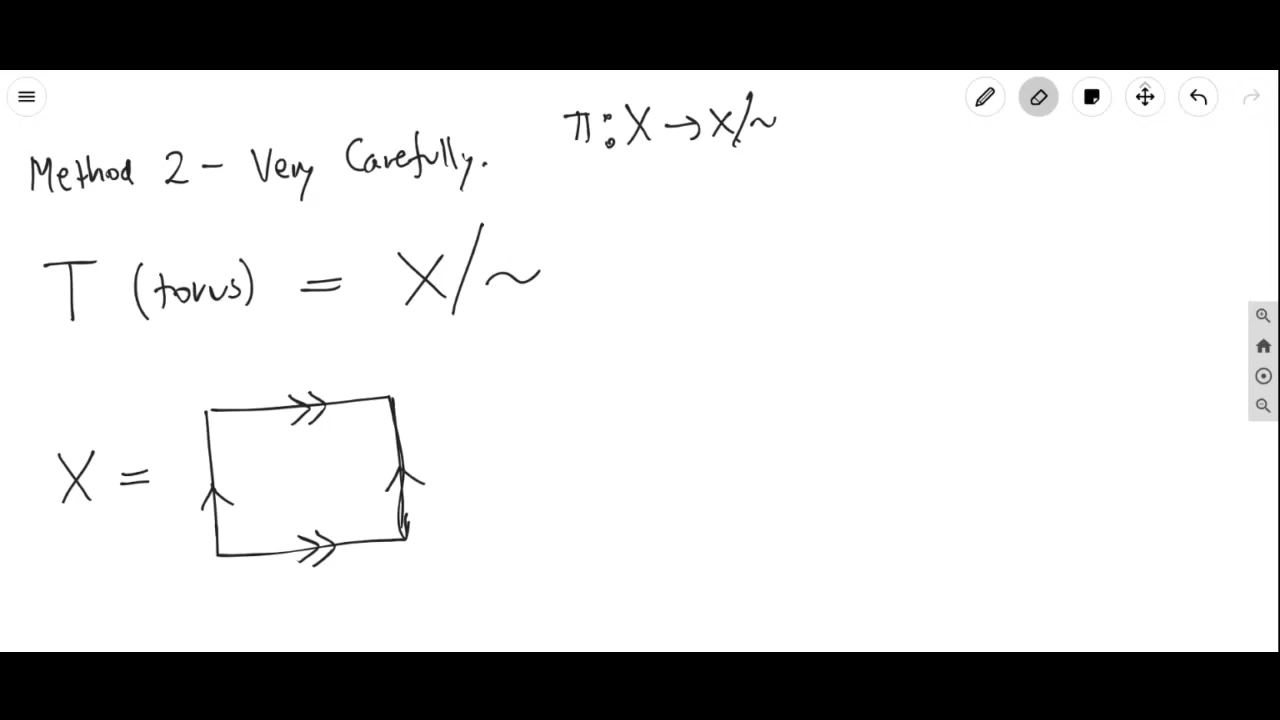 π: X → X/~
Method 2 - Very Carefully.
T (torus) = X/~
X =